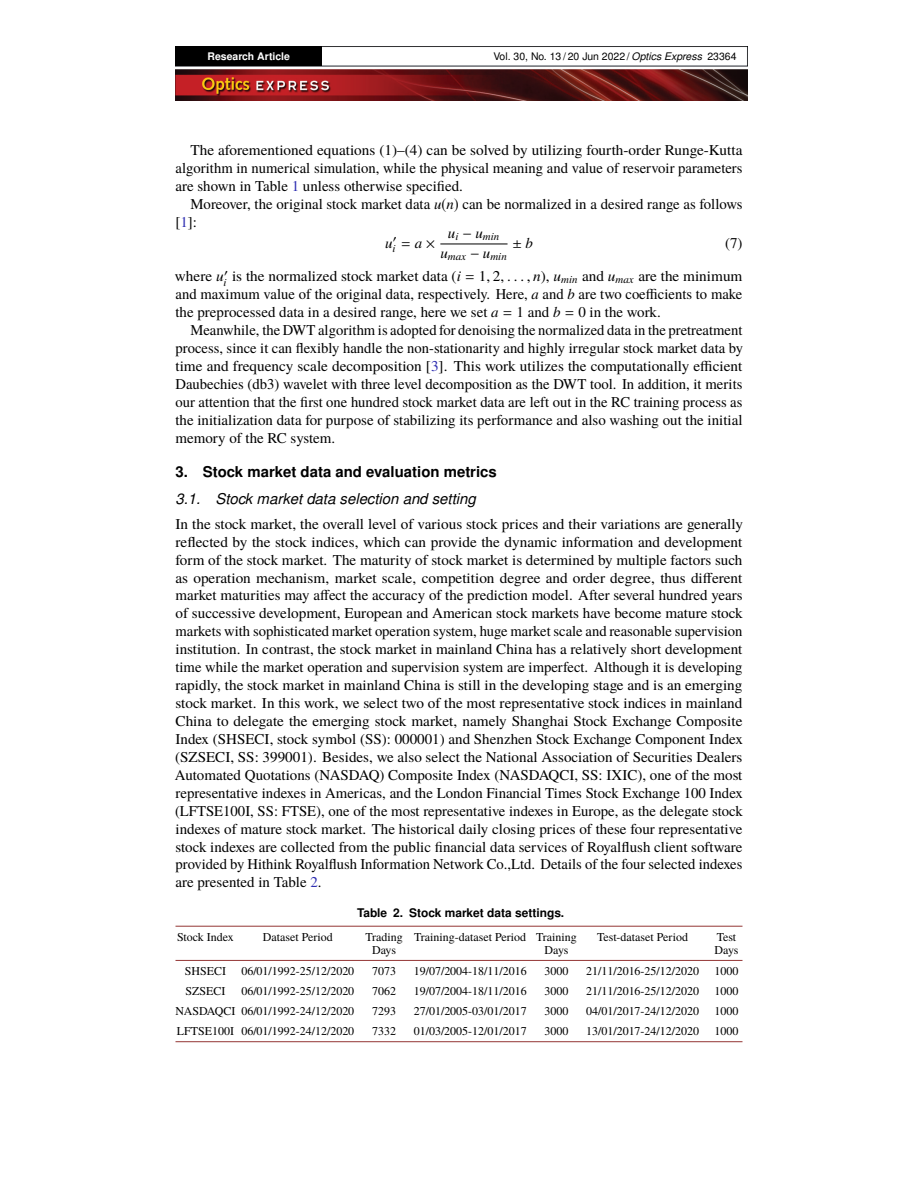 Research Article
Vol. 30, No. 13 / 20 Jun 2022 / Optics Express 23364
Optics EXPRESS
The aforementioned equations (1)–(4) can be solved by utilizing fourth-order Runge-Kutta
algorithm in numerical simulation, while the physical meaning and value of reservoir parameters
are shown in Table 1 unless otherwise specified.
Moreover, the original stock market data u(n) can be normalized in a desired range as follows
[1]:
u′i = a × (ui − umin)/(umax − umin) ± b (7)
where u′i is the normalized stock market data (i = 1, 2, . . . , n), umin and umax are the minimum
and maximum value of the original data, respectively. Here, a and b are two coefficients to make
the preprocessed data in a desired range, here we set a = 1 and b = 0 in the work.
Meanwhile, the DWT algorithm is adopted for denoising the normalized data in the pretreatment
process, since it can flexibly handle the non-stationarity and highly irregular stock market data by
time and frequency scale decomposition [3]. This work utilizes the computationally efficient
Daubechies (db3) wavelet with three level decomposition as the DWT tool. In addition, it merits
our attention that the first one hundred stock market data are left out in the RC training process as
the initialization data for purpose of stabilizing its performance and also washing out the initial
memory of the RC system.
3. Stock market data and evaluation metrics
3.1. Stock market data selection and setting
In the stock market, the overall level of various stock prices and their variations are generally
reflected by the stock indices, which can provide the dynamic information and development
form of the stock market. The maturity of stock market is determined by multiple factors such
as operation mechanism, market scale, competition degree and order degree, thus different
market maturities may affect the accuracy of the prediction model. After several hundred years
of successive development, European and American stock markets have become mature stock
markets with sophisticated market operation system, huge market scale and reasonable supervision
institution. In contrast, the stock market in mainland China has a relatively short development
time while the market operation and supervision system are imperfect. Although it is developing
rapidly, the stock market in mainland China is still in the developing stage and is an emerging
stock market. In this work, we select two of the most representative stock indices in mainland
China to delegate the emerging stock market, namely Shanghai Stock Exchange Composite
Index (SHSECI, stock symbol (SS): 000001) and Shenzhen Stock Exchange Component Index
(SZSECI, SS: 399001). Besides, we also select the National Association of Securities Dealers
Automated Quotations (NASDAQ) Composite Index (NASDAQCI, SS: IXIC), one of the most
representative indexes in Americas, and the London Financial Times Stock Exchange 100 Index
(LFTSE100I, SS: FTSE), one of the most representative indexes in Europe, as the delegate stock
indexes of mature stock market. The historical daily closing prices of these four representative
stock indexes are collected from the public financial data services of Royalflush client software
provided by Hithink Royalflush Information Network Co.,Ltd. Details of the four selected indexes
are presented in Table 2.
Table 2. Stock market data settings.
Stock Index Dataset Period Trading Training-dataset Period Training Test-dataset Period Test
Days Days Days
SHSECI 06/01/1992-25/12/2020 7073 19/07/2004-18/11/2016 3000 21/11/2016-25/12/2020 1000
SZSECI 06/01/1992-25/12/2020 7062 19/07/2004-18/11/2016 3000 21/11/2016-25/12/2020 1000
NASDAQCI 06/01/1992-24/12/2020 7293 27/01/2005-03/01/2017 3000 04/01/2017-24/12/2020 1000
LFTSE100I 06/01/1992-24/12/2020 7332 01/03/2005-12/01/2017 3000 13/01/2017-24/12/2020 1000